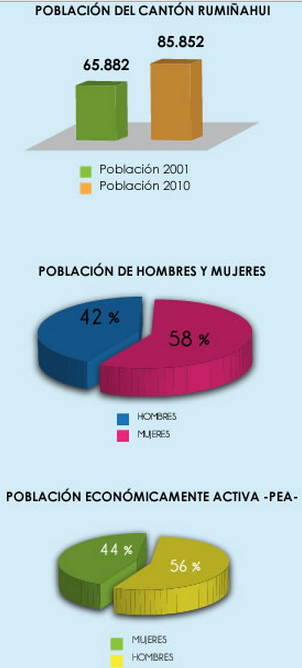 POBLACIÓN DEL CANTÓN RUMIÑAHUI
85.852
65.882
Población 2001
Población 2010
POBLACIÓN DE HOMBRES Y MUJERES
42 %
58 %
HOMBRES
MUJERES
POBLACIÓN ECONÓMICAMENTE ACTIVA -PEA-
44 %
56 %
MUJERES
HOMBRES